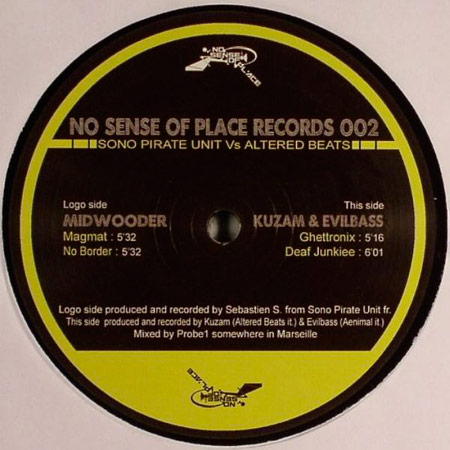 NO
SENSE
OF
PLACE
NO SENSE OF PLACE RECORDS 002
SONO PIRATE UNIT Vs ALTERED BEATS
Logo side
This side
MIDWOODER
KUZAM & EVILBASS
Magmat : 5'32
Ghettronix : 5'16
No Border : 5'32
Deaf Junkiee : 6'01
Logo side produced and recorded by Sebastien S. from Sono Pirate Unit fr.
This side produced and recorded by Kuzam (Altered Beats it.) & Evilbass (Aenimal it.)
Mixed by Probe1 somewhere in Marseille
NO
SENSE
OF
PLACE